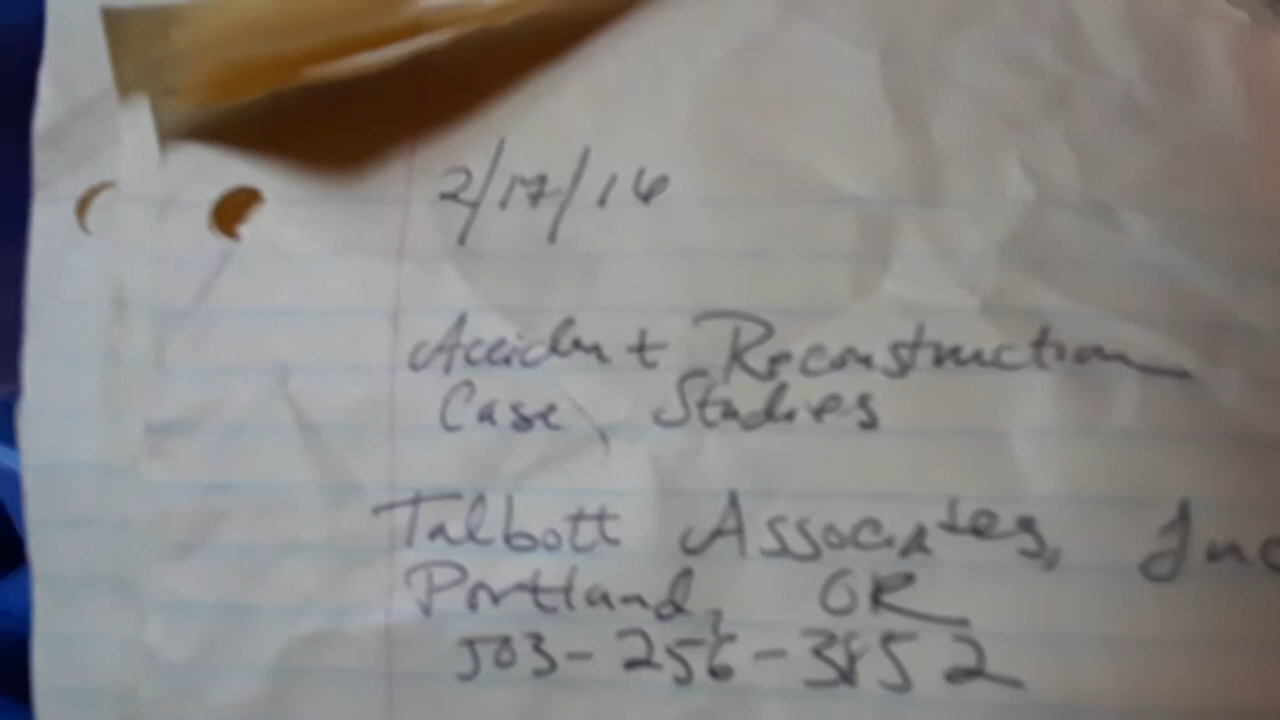 2/17/16
Accident Reconstruction
Case Studies
Talbott Associates, Inc
Portland, OR
503-256-3852